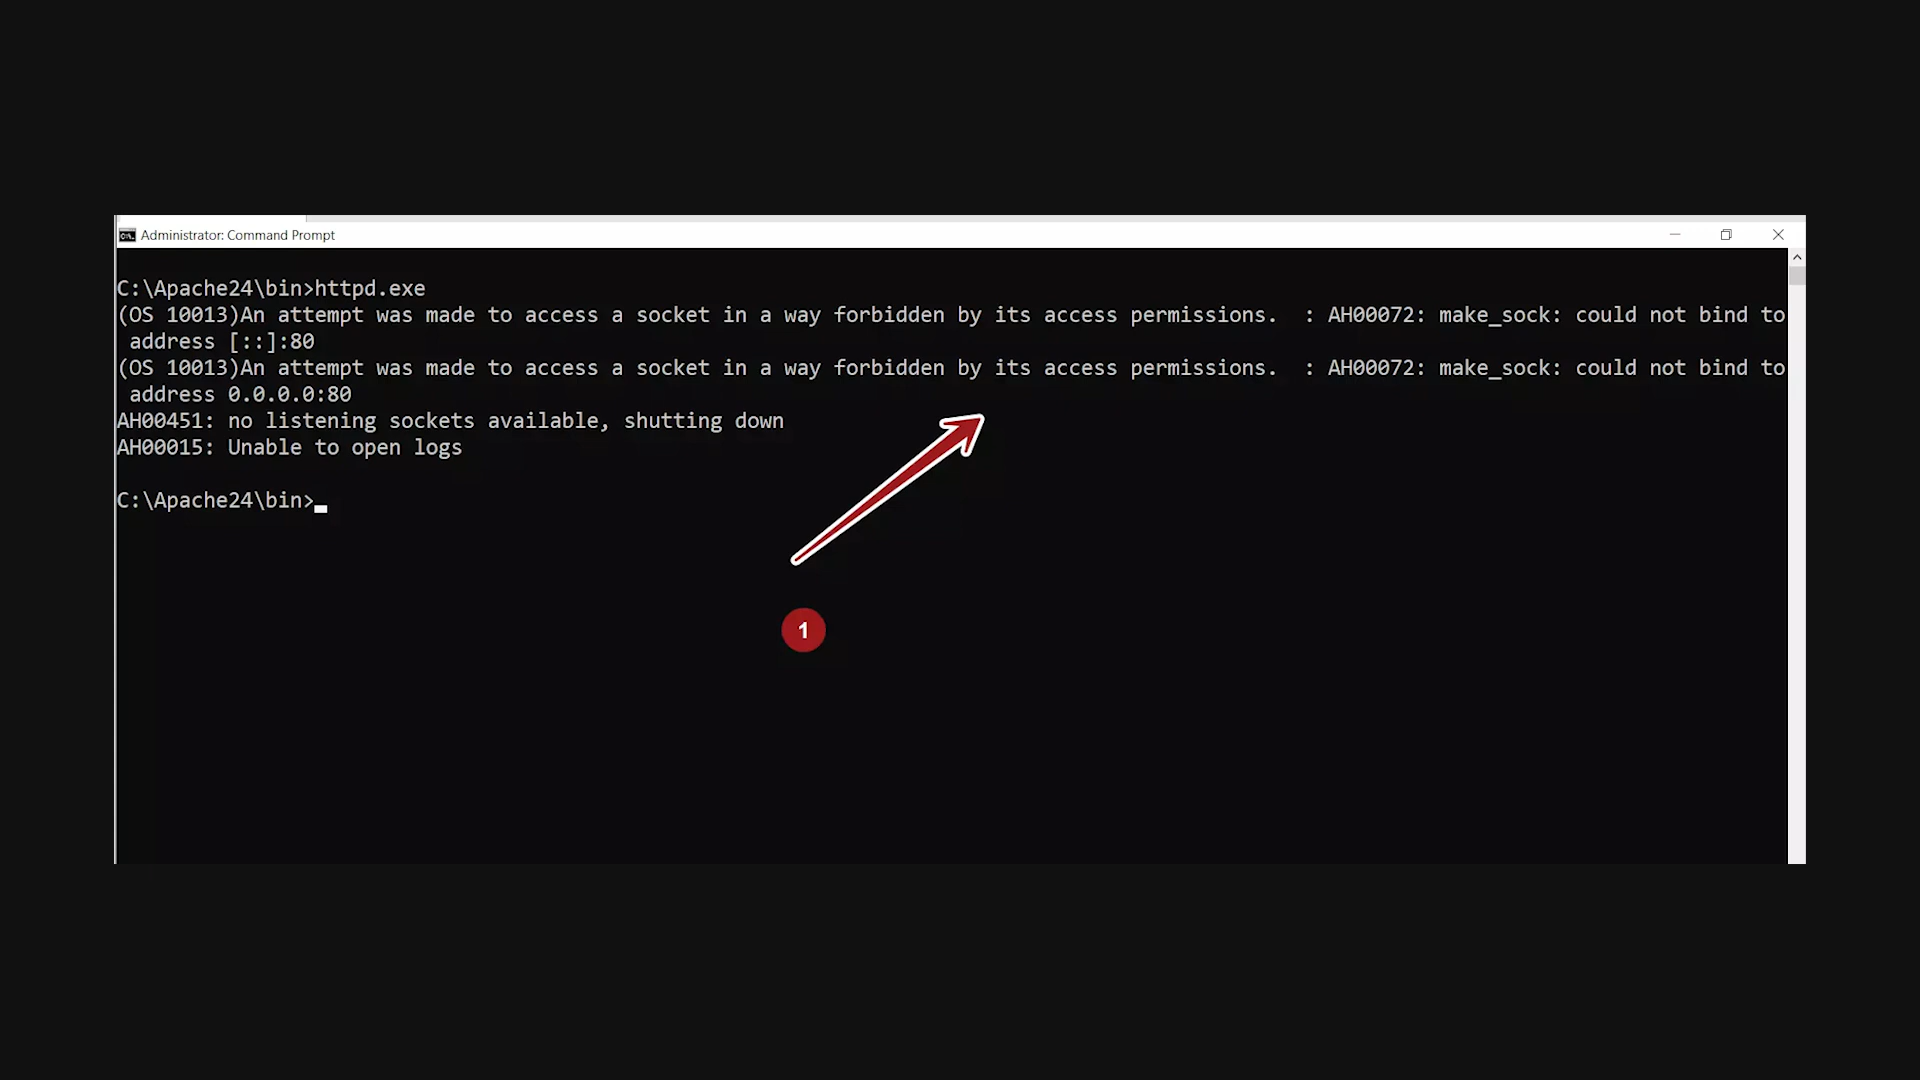 Administrator: Command Prompt
C:\Apache24\bin>httpd.exe
(OS 10013)An attempt was made to access a socket in a way forbidden by its access permissions.  : AH00072: make_sock: could not bind to
address [::]:80
(OS 10013)An attempt was made to access a socket in a way forbidden by its access permissions.  : AH00072: make_sock: could not bind to
address 0.0.0.0:80
AH00451: no listening sockets available, shutting down
AH00015: Unable to open logs
C:\Apache24\bin>
1